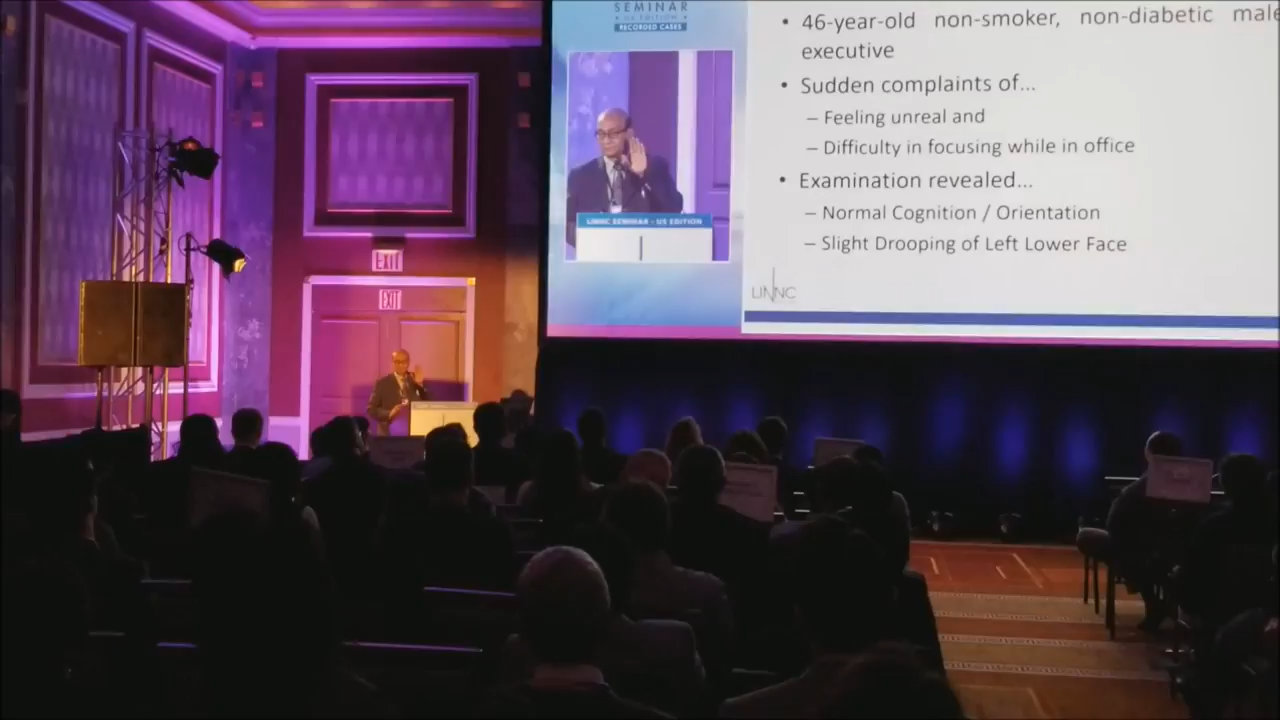 SEMINAR
US EDITION
RECORDED CASES
LINNC SEMINAR - US EDITION
• 46-year-old non-smoker, non-diabetic male
executive
• Sudden complaints of...
– Feeling unreal and
– Difficulty in focusing while in office
• Examination revealed...
– Normal Cognition / Orientation
– Slight Drooping of Left Lower Face
LINNC
EXIT
EXIT